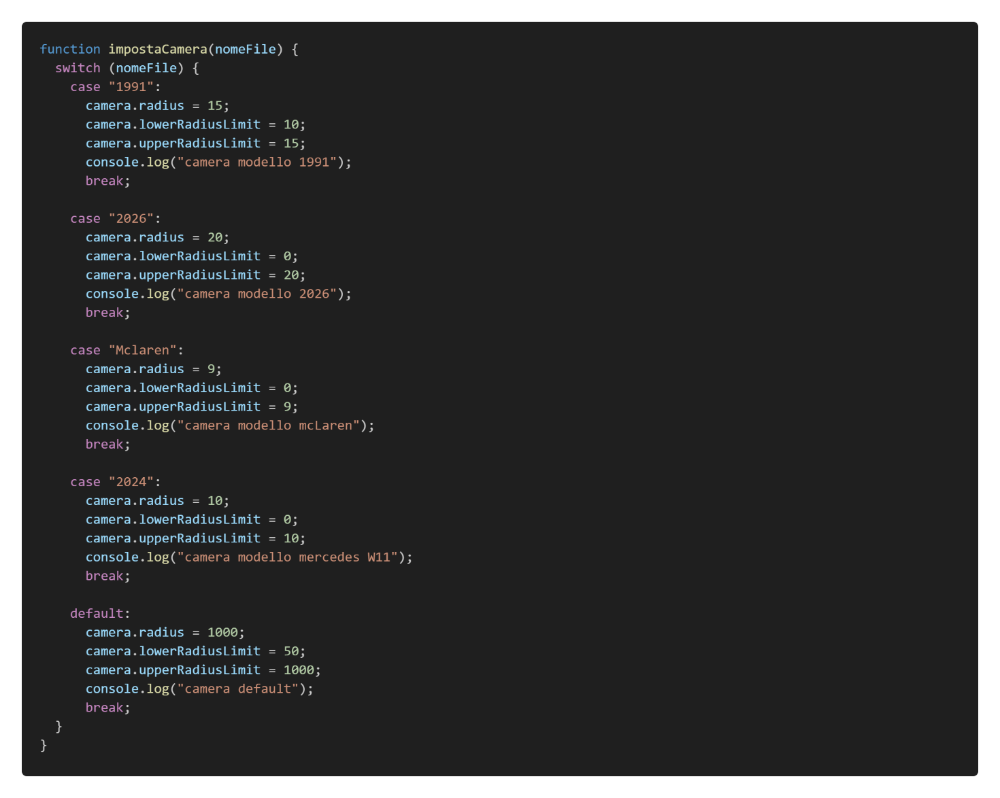 function impostaCamera(nomeFile) {
  switch (nomeFile) {
    case "1991":
      camera.radius = 15;
      camera.lowerRadiusLimit = 10;
      camera.upperRadiusLimit = 15;
      console.log("camera modello 1991");
      break;

    case "2026":
      camera.radius = 20;
      camera.lowerRadiusLimit = 0;
      camera.upperRadiusLimit = 20;
      console.log("camera modello 2026");
      break;

    case "Mclaren":
      camera.radius = 9;
      camera.lowerRadiusLimit = 0;
      camera.upperRadiusLimit = 9;
      console.log("camera modello mcLaren");
      break;

    case "2024":
      camera.radius = 10;
      camera.lowerRadiusLimit = 0;
      camera.upperRadiusLimit = 10;
      console.log("camera modello mercedes W11");
      break;

    default:
      camera.radius = 1000;
      camera.lowerRadiusLimit = 50;
      camera.upperRadiusLimit = 1000;
      console.log("camera default");
      break;
  }
}